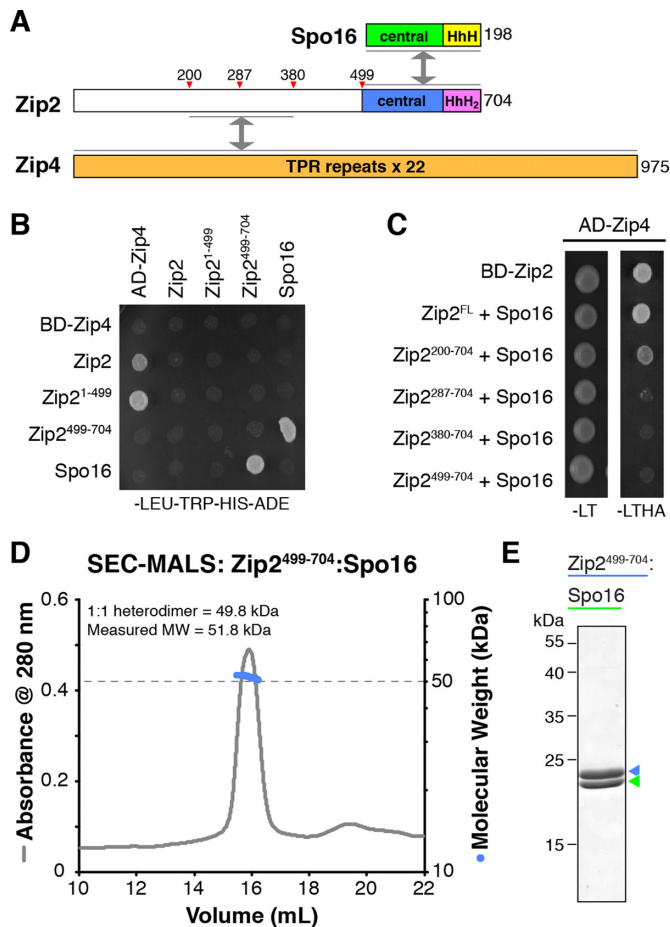 A
Spo16 central HhH 198
200 287 380 499
Zip2 central HhH2 704
Zip4 TPR repeats x 22 975
B
AD-Zip4 Zip2 Zip2^1-499 Zip2^499-704 Spo16
BD-Zip4
Zip2
Zip2^1-499
Zip2^499-704
Spo16
-LEU-TRP-HIS-ADE
C
AD-Zip4
BD-Zip2
Zip2^FL + Spo16
Zip2^200-704 + Spo16
Zip2^287-704 + Spo16
Zip2^380-704 + Spo16
Zip2^499-704 + Spo16
-LT -LTHA
D
SEC-MALS: Zip2^499-704:Spo16
1:1 heterodimer = 49.8 kDa
Measured MW = 51.8 kDa
Absorbance @ 280 nm
0.6
0.4
0.2
0
100
50
10
Molecular Weight (kDa)
10 12 14 16 18 20 22
Volume (mL)
E
Zip2^499-704:
Spo16
kDa
55
40
35
25
15